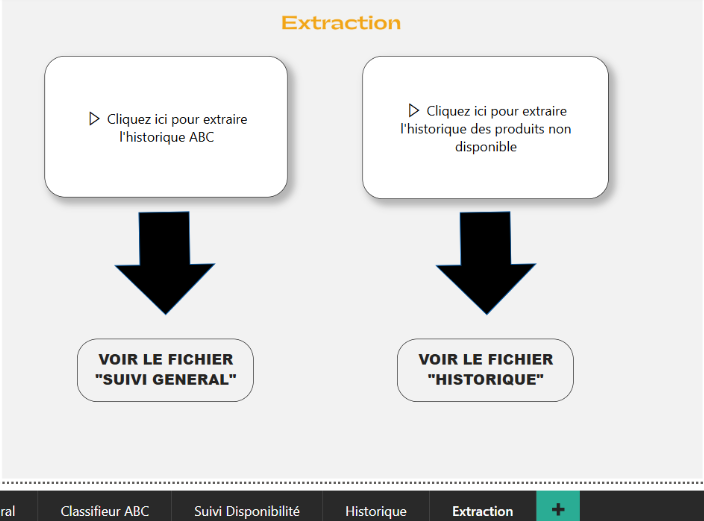 Extraction
Cliquez ici pour extraire
l'historique ABC
Cliquez ici pour extraire
l'historique des produits non
disponible
VOIR LE FICHIER
"SUIVI GENERAL"
VOIR LE FICHIER
"HISTORIQUE"
ral Classifieur ABC Suivi Disponibilité Historique Extraction +